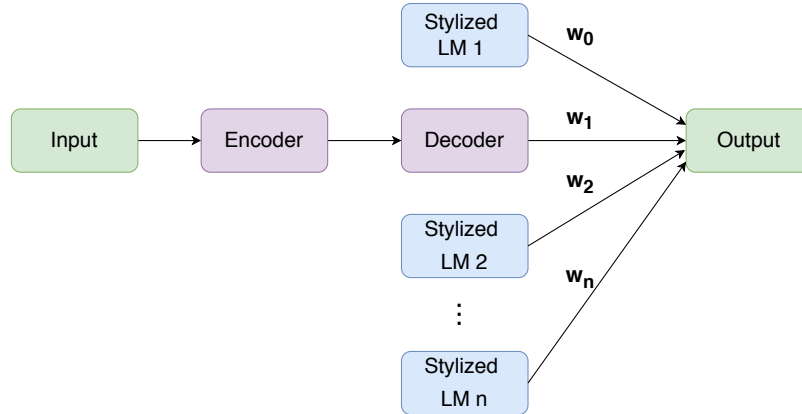 Stylized
LM 1
w0
Input
Encoder
Decoder
w1
Output
w2
Stylized
LM 2
wn
⋮
Stylized
LM n